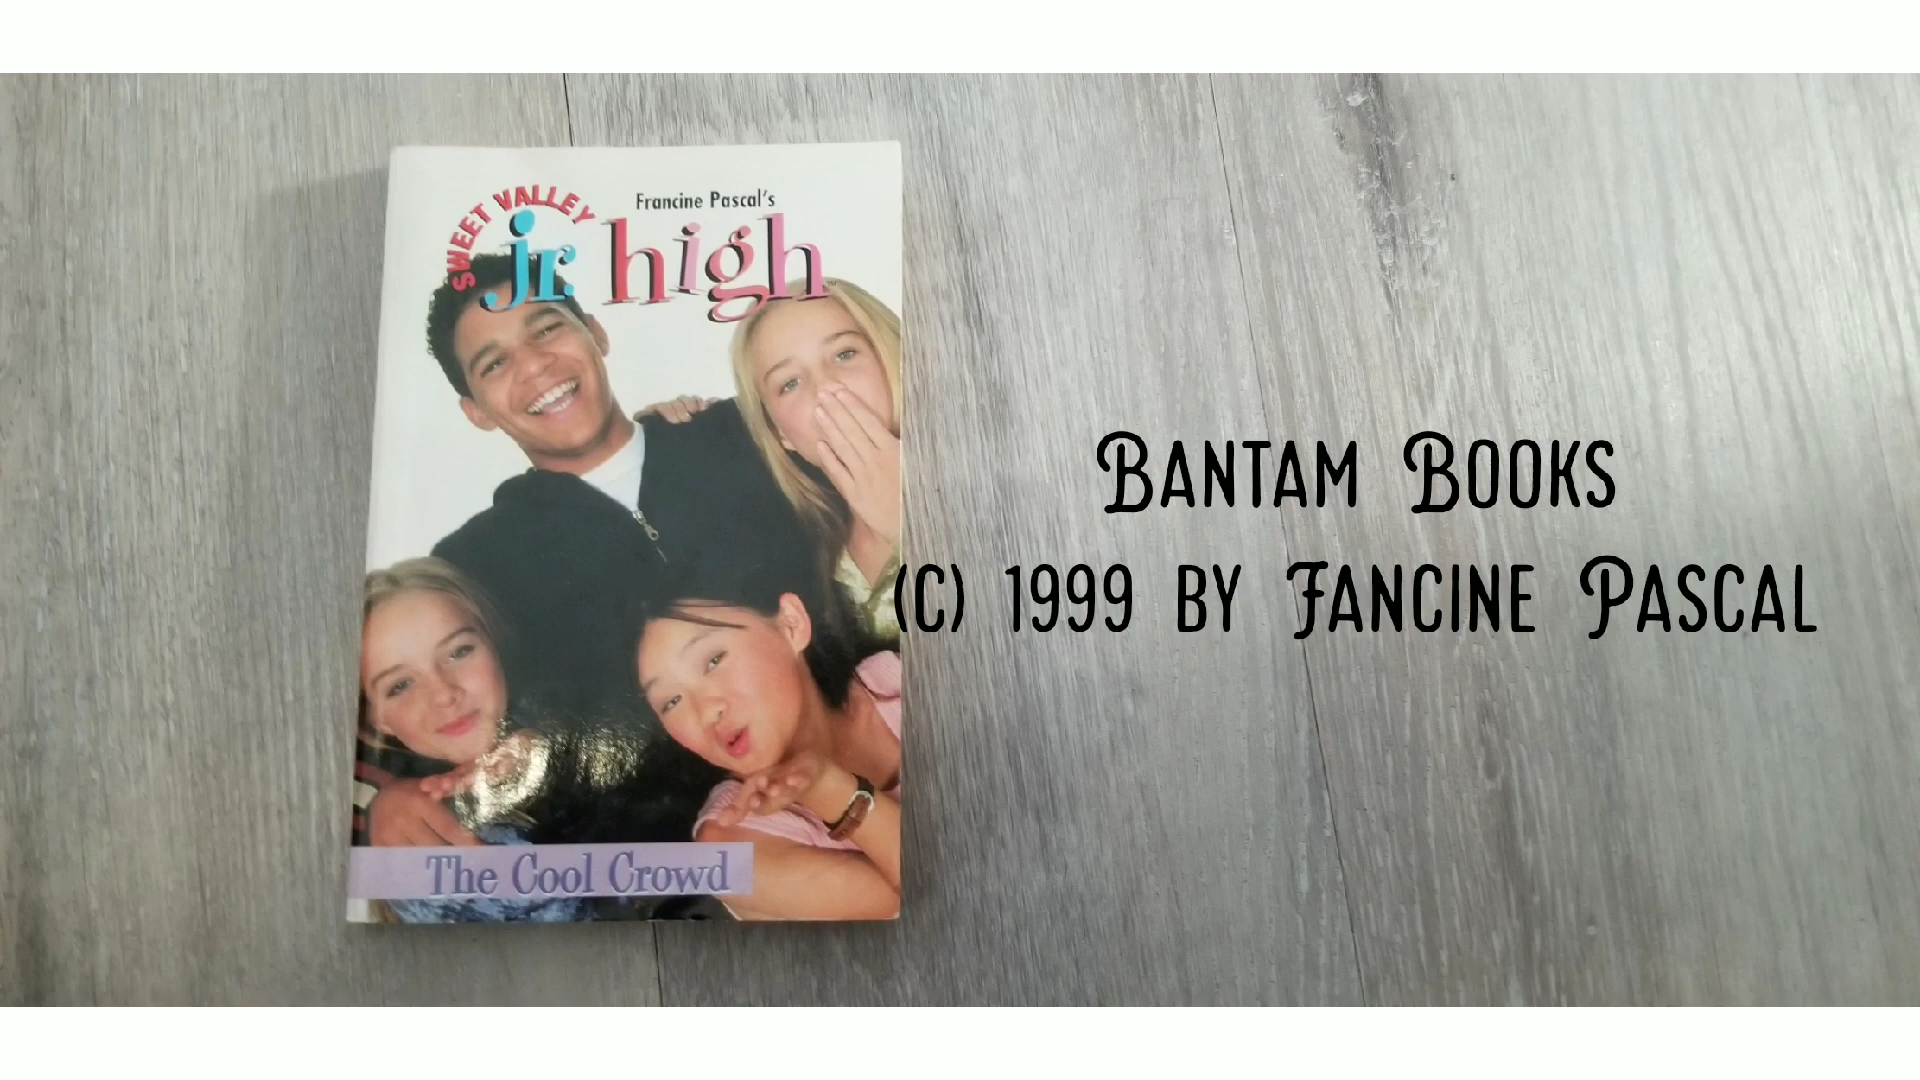 SWEET VALLEY
Francine Pascal's
jr. high
The Cool Crowd
Bantam Books
(C) 1999 by Fancine Pascal